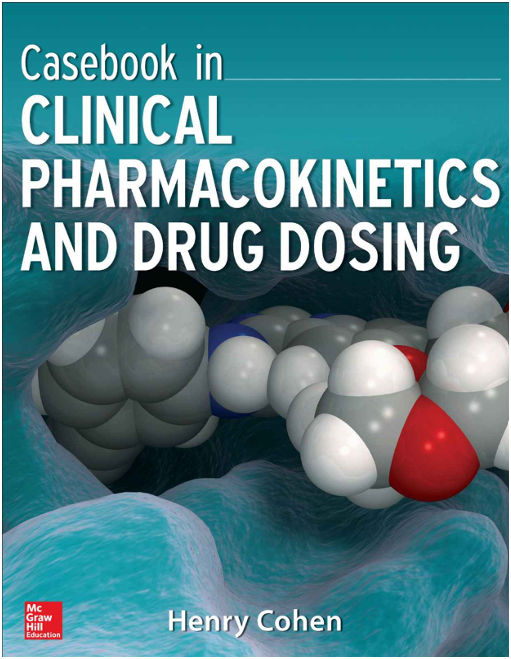 Casebook in
CLINICAL
PHARMACOKINETICS
AND DRUG DOSING
Mc
Graw
Hill
Education
Henry Cohen